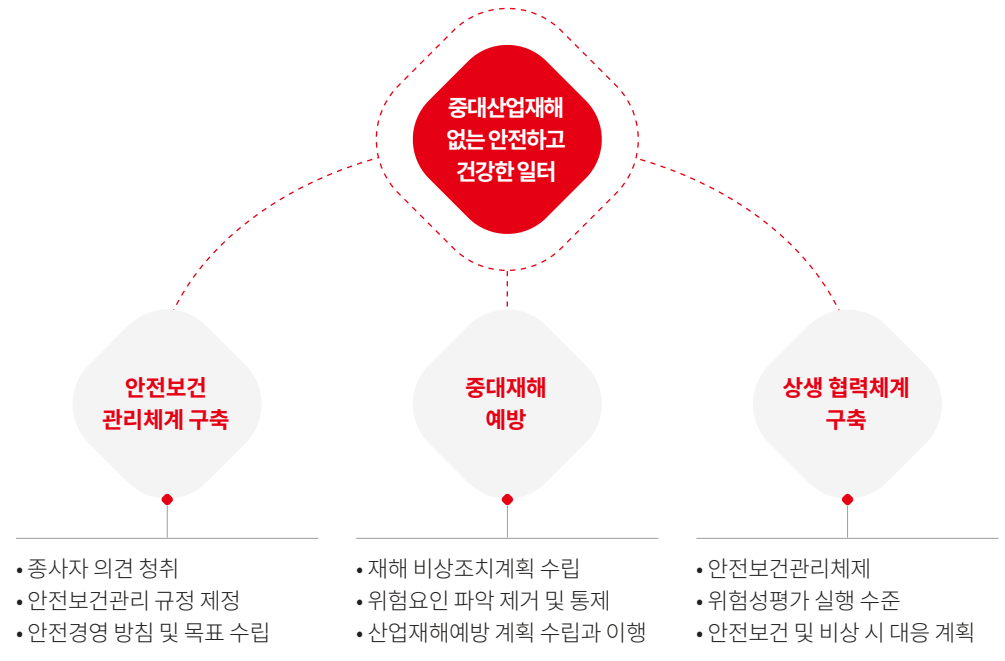 중대산업재해
없는 안전하고
건강한 일터
안전보건
관리체계 구축
중대재해
예방
상생 협력체계
구축
• 종사자 의견 청취
• 안전보건관리 규정 제정
• 안전경영 방침 및 목표 수립
• 재해 비상조치계획 수립
• 위험요인 파악 제거 및 통제
• 산업재해예방 계획 수립과 이행
• 안전보건관리체제
• 위험성평가 실행 수준
• 안전보건 및 비상 시 대응 계획